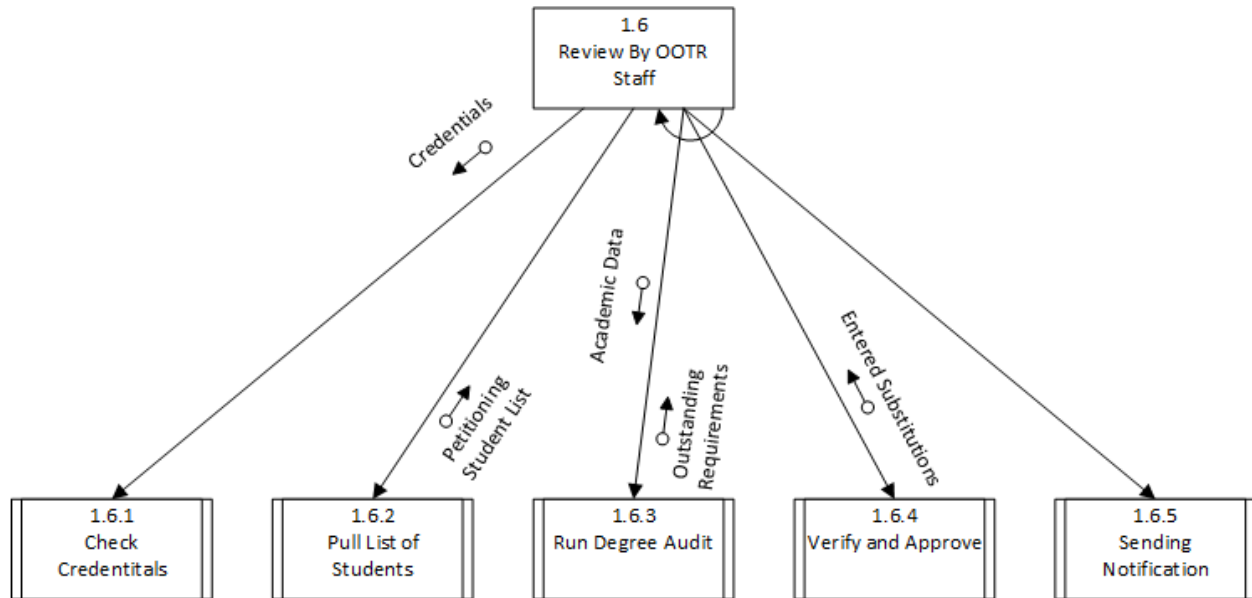 1.6
Review By OOTR
Staff
Credentials
Academic Data
Petitioning
Student List
Outstanding
Requirements
Entered Substitutions
1.6.1
Check
Credentitals
1.6.2
Pull List of
Students
1.6.3
Run Degree Audit
1.6.4
Verify and Approve
1.6.5
Sending
Notification